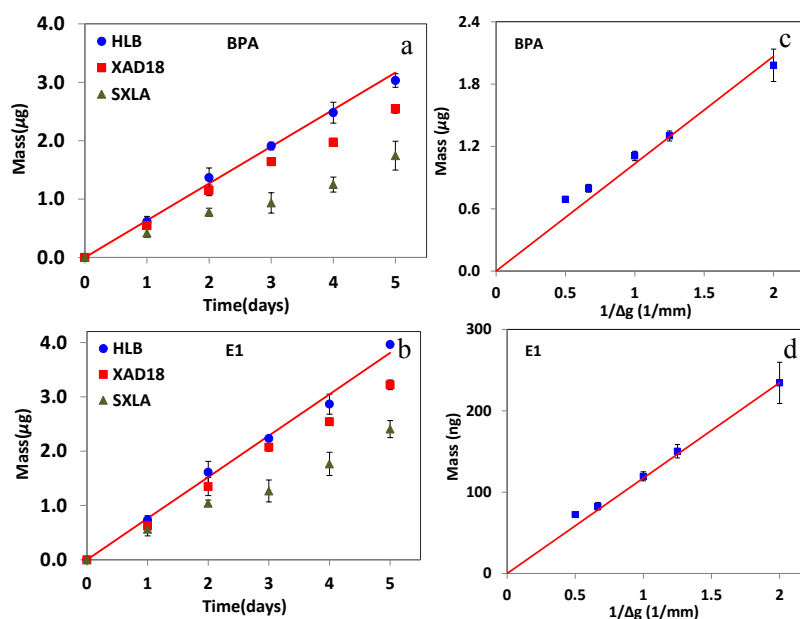 BPA
a
HLB
XAD18
SXLA
Mass(µg)
4.0
3.0
2.0
1.0
0.0
0 1 2 3 4 5
Time(days)
BPA
c
Mass(µg)
2.4
1.8
1.2
0.6
0.0
0 0.5 1 1.5 2
1/Δg (1/mm)
E1
b
HLB
XAD18
SXLA
Mass(µg)
4.0
3.0
2.0
1.0
0.0
0 1 2 3 4 5
Time(days)
E1
d
Mass (ng)
300
200
100
0
0 0.5 1 1.5 2
1/Δg (1/mm)